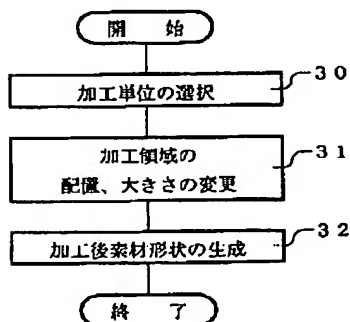 開 始
加工単位の選択
30
加工領域の
31
配置、大きさの変更
加工後素材形状の生成
32
終 了